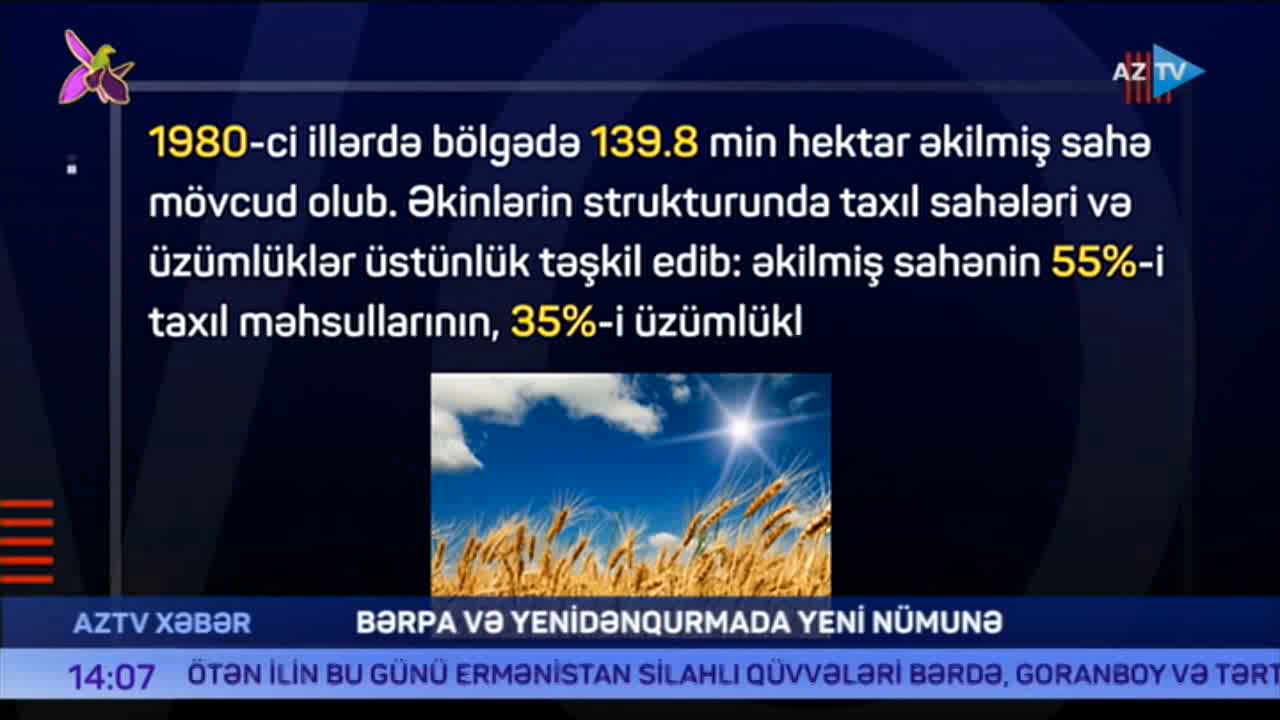 AZTV
1980-ci illərdə bölgədə 139.8 min hektar əkilmiş sahə
mövcud olub. Əkinlərin strukturunda taxıl sahələri və
üzümlüklər üstünlük təşkil edib: əkilmiş sahənin 55%-i
taxıl məhsullarının, 35%-i üzümlükl
AZTV XƏBƏR BƏRPA VƏ YENİDƏNQURMADA YENİ NÜMUNƏ
14:07 ÖTƏN İLİN BU GÜNÜ ERMƏNİSTAN SİLAHLI QÜVVƏLƏRİ BƏRDƏ, GORANBOY VƏ TƏRT